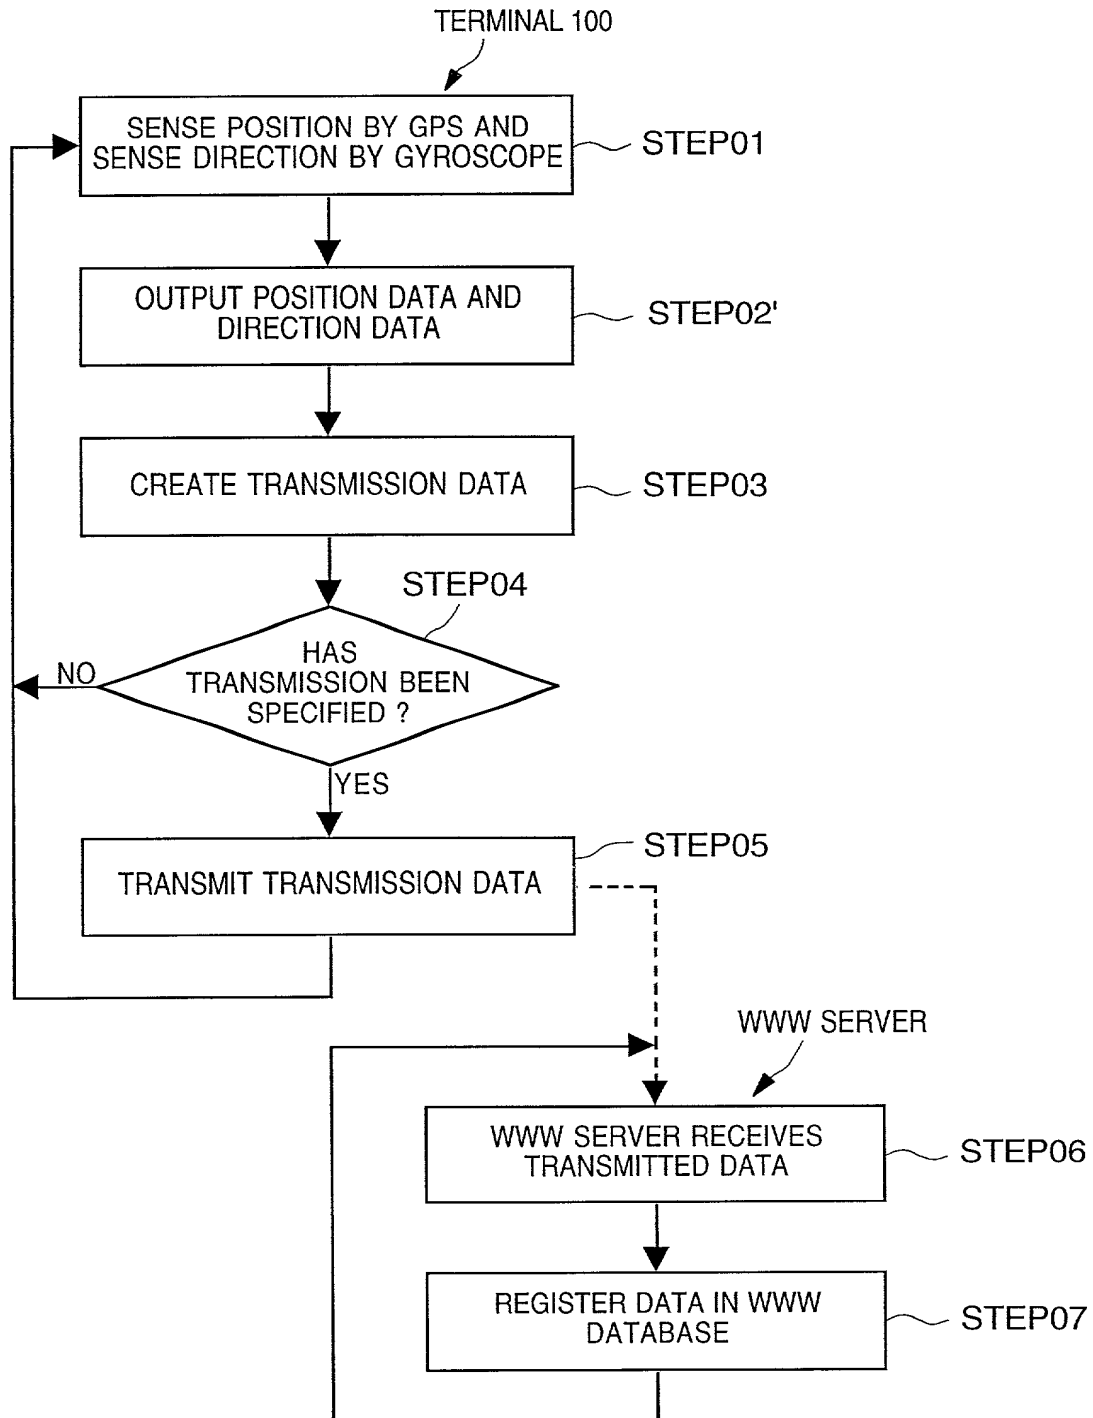 TERMINAL 100
SENSE POSITION BY GPS AND
SENSE DIRECTION BY GYROSCOPE
STEP01
OUTPUT POSITION DATA AND
DIRECTION DATA
STEP02'
CREATE TRANSMISSION DATA
STEP03
STEP04
HAS
TRANSMISSION BEEN
SPECIFIED ?
NO
YES
STEP05
TRANSMIT TRANSMISSION DATA
WWW SERVER
WWW SERVER RECEIVES
TRANSMITTED DATA
STEP06
REGISTER DATA IN WWW
DATABASE
STEP07